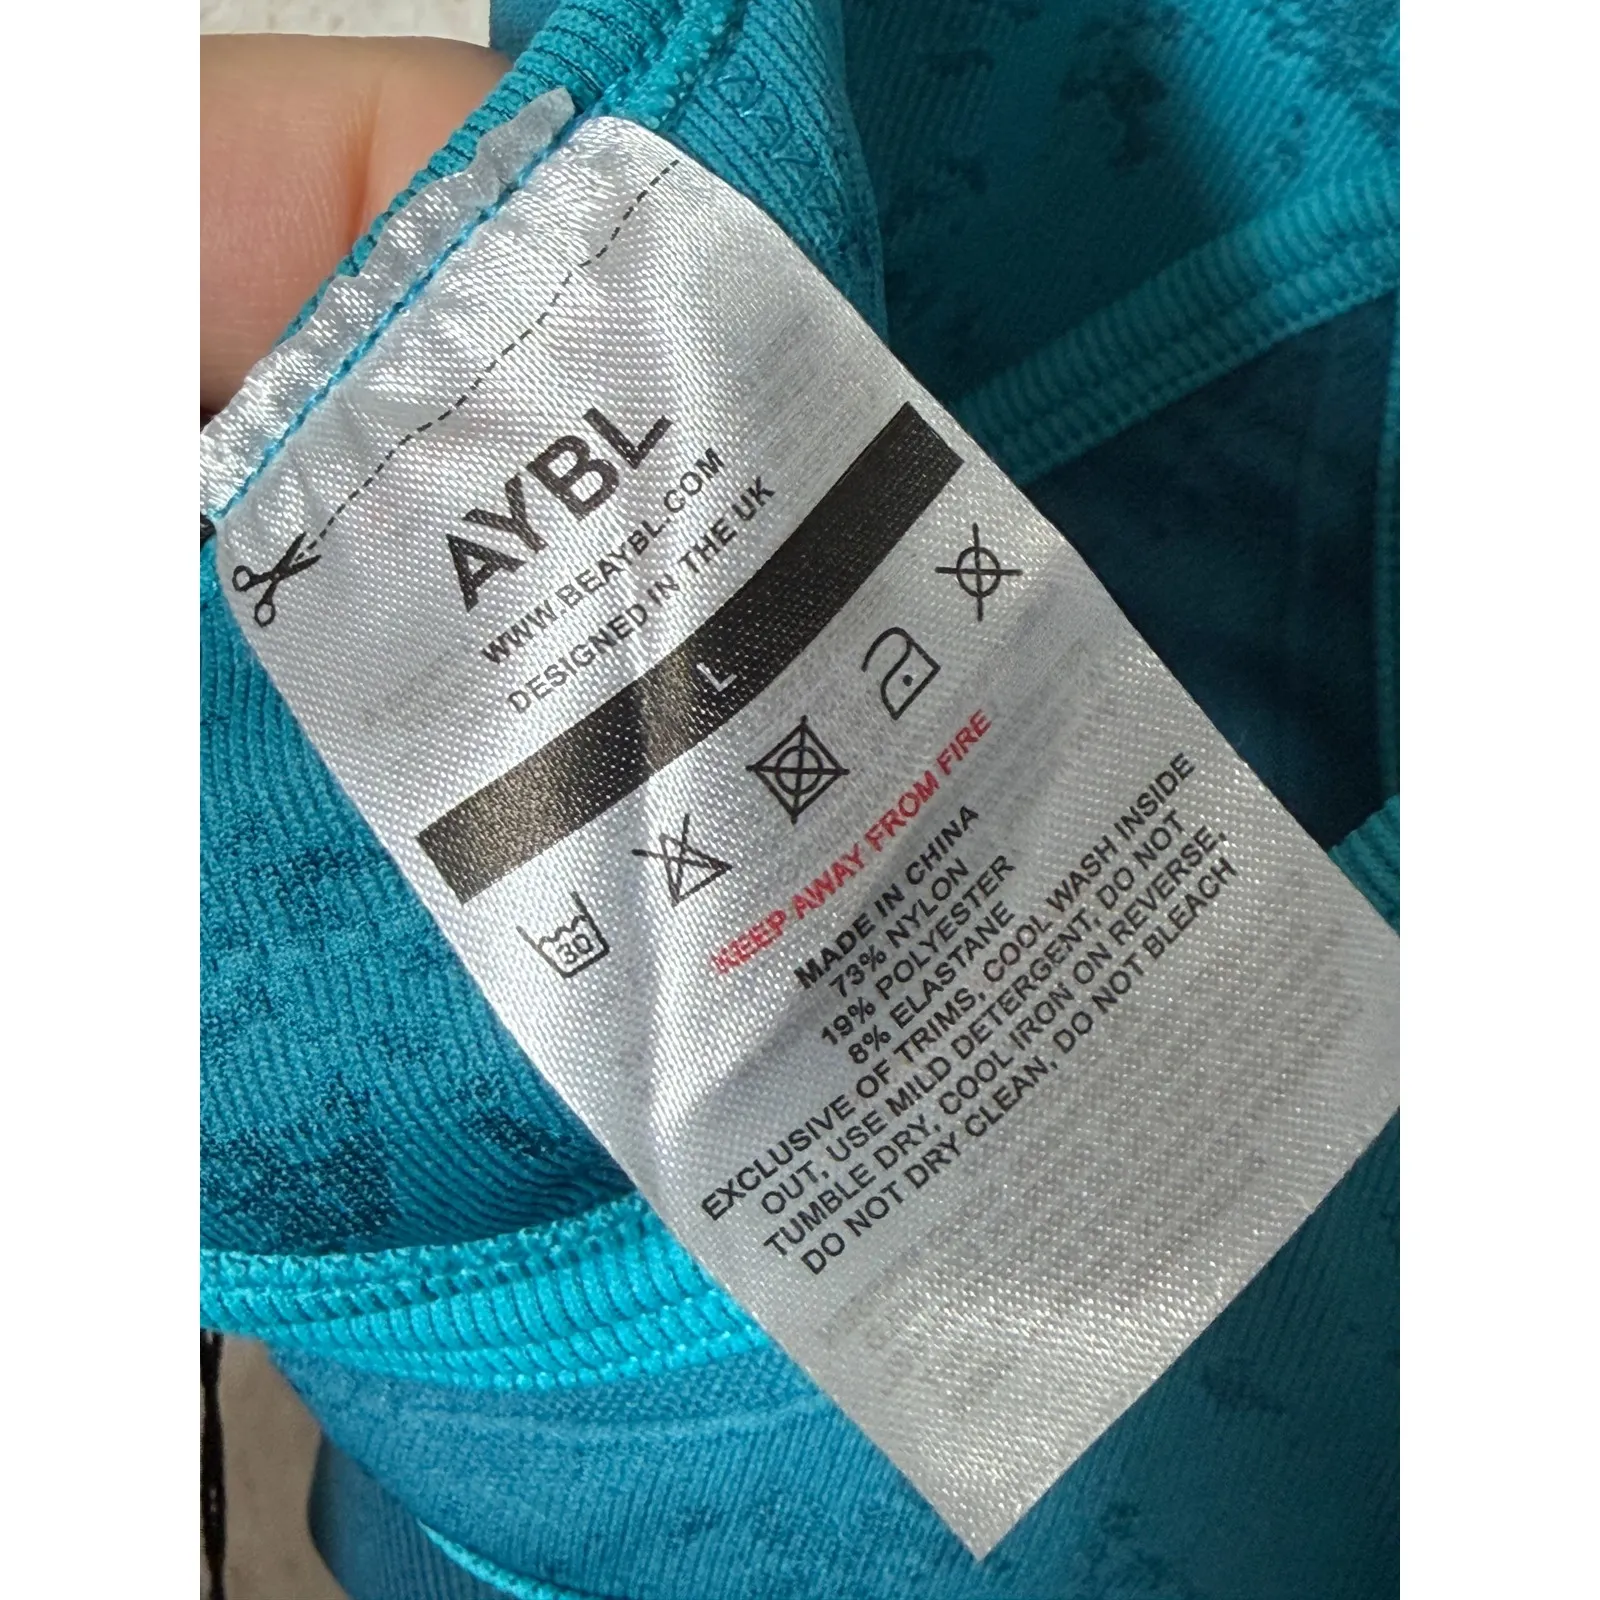 AYBL
WWW.BEAYBL.COM
DESIGNED IN THE UK
L
30
KEEP AWAY FROM FIRE
MADE IN CHINA
73% NYLON
19% POLYESTER
8% ELASTANE
EXCLUSIVE OF TRIMS, COOL WASH INSIDE
OUT, USE MILD DETERGENT, DO NOT
TUMBLE DRY, COOL IRON ON REVERSE,
DO NOT DRY CLEAN, DO NOT BLEACH